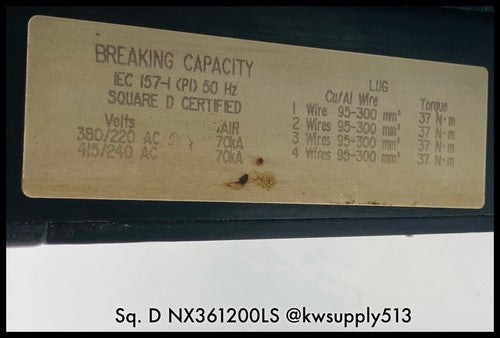 BREAKING CAPACITY
IEC 157-1 (P1) 50 Hz
SQUARE D CERTIFIED
Volts AIR
380/220 AC 70kA
415/240 AC 70kA
LUG
Cu/Al Wire Torque
1 Wire 95-300 mm² 37 N·m
2 Wires 95-300 mm² 37 N·m
3 Wires 95-300 mm² 37 N·m
4 Wires 95-300 mm² 37 N·m
Sq. D NX361200LS @kwsupply513